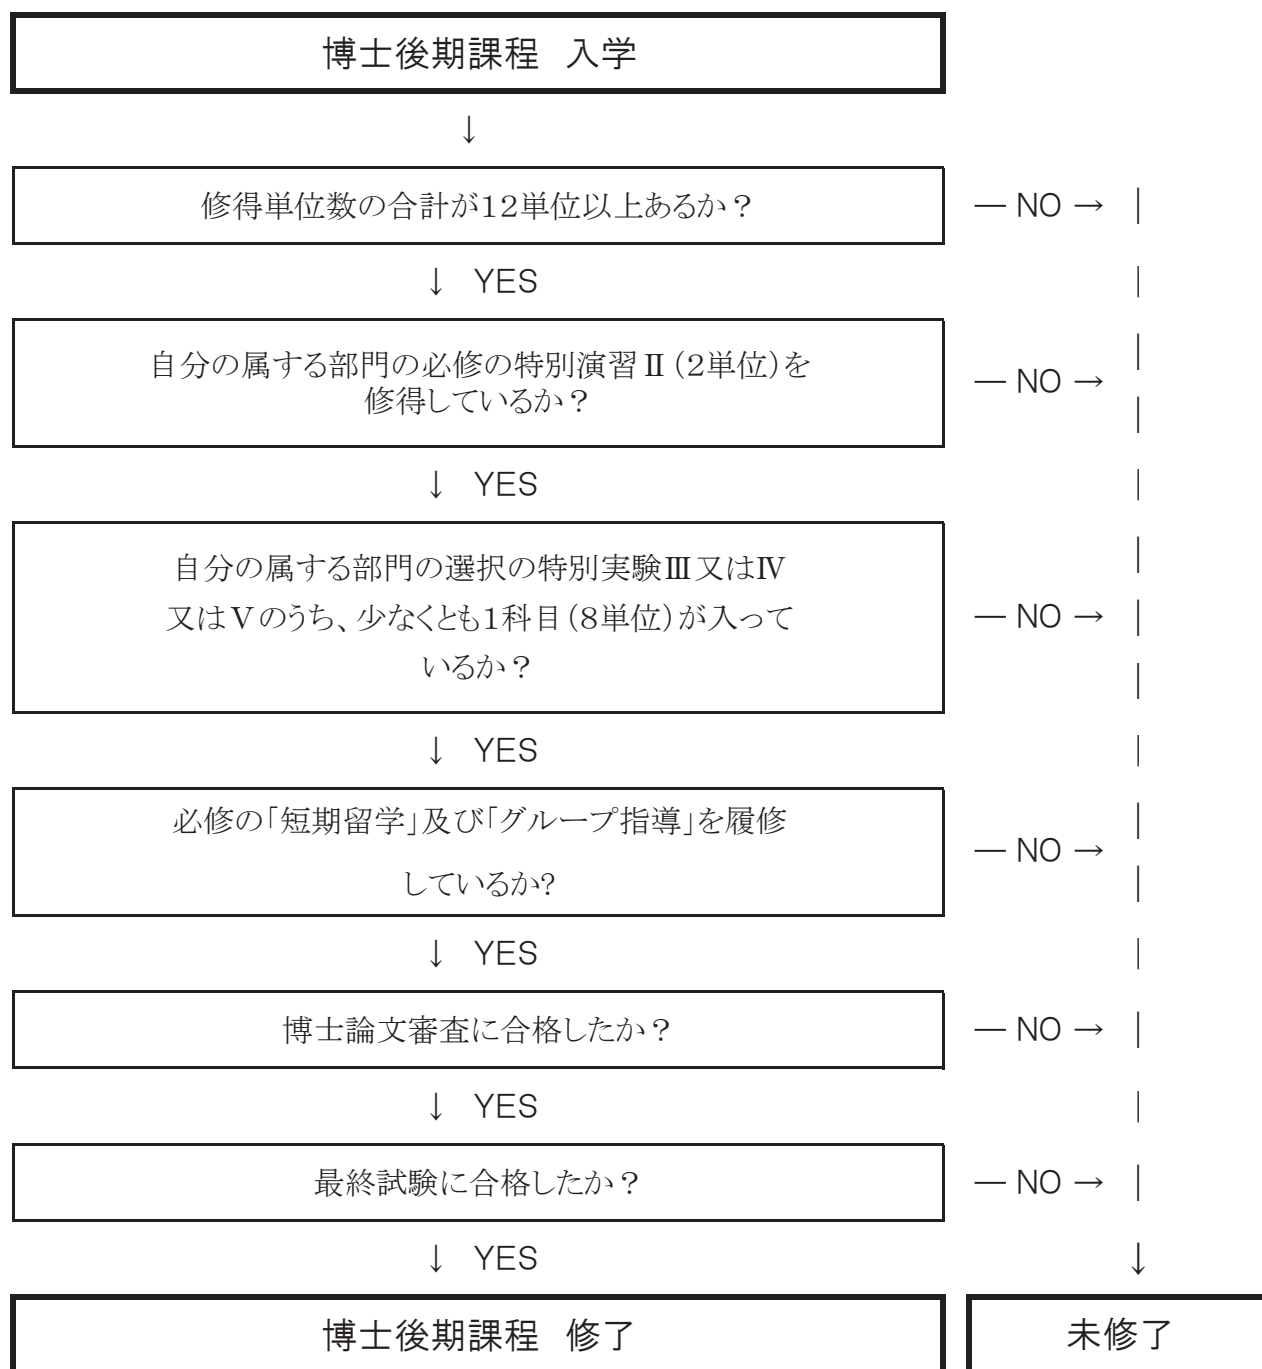 博士後期課程 入学
↓
修得単位数の合計が12単位以上あるか？ ― NO → |
↓ YES |
自分の属する部門の必修の特別演習Ⅱ（2単位）を |
修得しているか？ ― NO → |
↓ YES |
自分の属する部門の選択の特別実験Ⅲ又はⅣ |
又はⅤのうち、少なくとも1科目（8単位）が入って ― NO → |
いるか？ |
↓ YES |
必修の「短期留学」及び「グループ指導」を履修 |
しているか? ― NO → |
↓ YES |
博士論文審査に合格したか？ ― NO → |
↓ YES |
最終試験に合格したか？ ― NO → |
↓ YES ↓
博士後期課程 修了 未修了